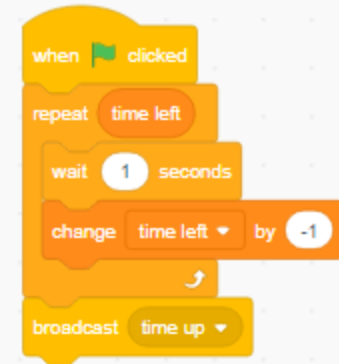 when clicked
repeat time left
wait 1 seconds
change time left by -1
broadcast time up